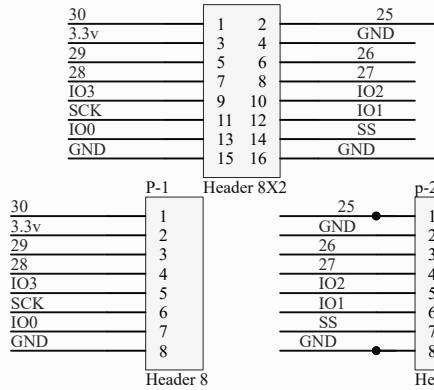 30 1 2 25
3.3v 3 4 GND
29 5 6 26
28 7 8 27
IO3 9 10 IO2
SCK 11 12 IO1
IO0 13 14 SS
GND 15 16 GND
Header 8X2
P-1
30 1
3.3v 2
29 3
28 4
IO3 5
SCK 6
IO0 7
GND 8
Header 8
p-2
25 1
GND 2
26 3
27 4
IO2 5
IO1 6
SS 7
GND 8
He